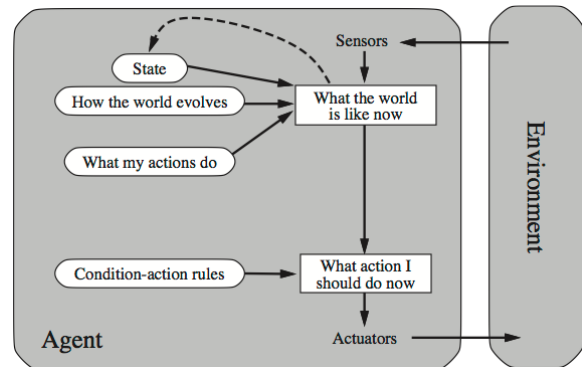 Sensors
State
How the world evolves
What the world
is like now
What my actions do
Environment
Condition-action rules
What action I
should do now
Agent
Actuators